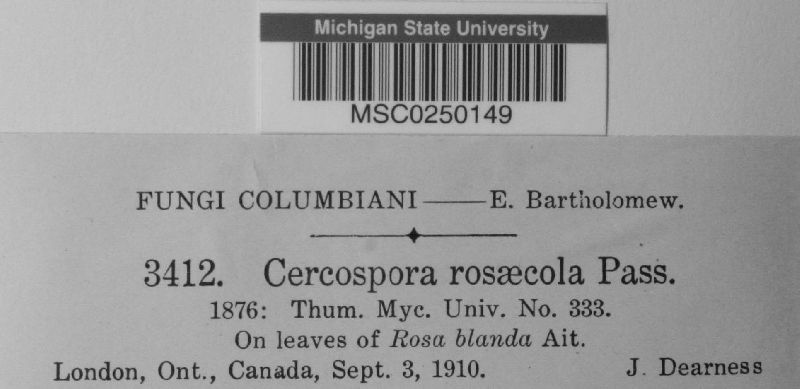 Michigan State University
MSC0250149
FUNGI COLUMBIANI——E. Bartholomew.
3412. Cercospora rosæcola Pass.
1876: Thum. Myc. Univ. No. 333.
On leaves of Rosa blanda Ait.
London, Ont., Canada, Sept. 3, 1910. J. Dearness